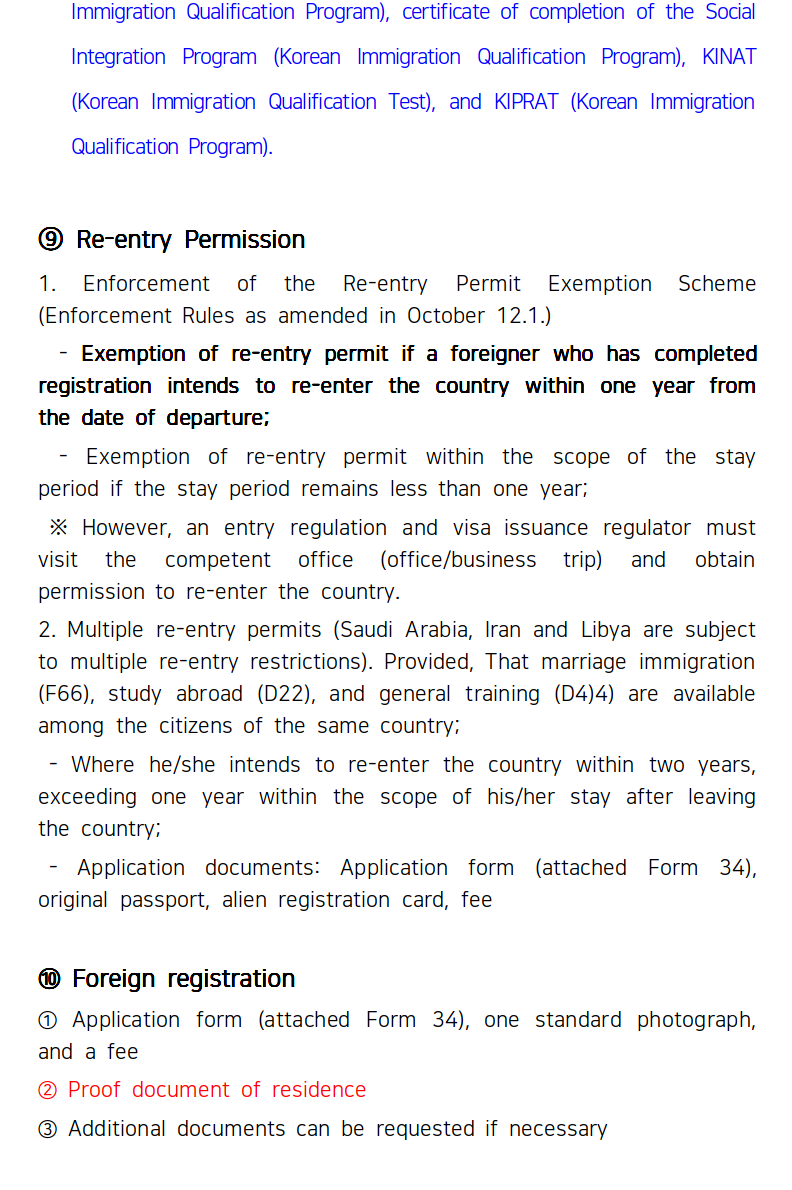 Immigration Qualification Program), certificate of completion of the Social
Integration Program (Korean Immigration Qualification Program), KINAT
(Korean Immigration Qualification Test), and KIPRAT (Korean Immigration
Qualification Program).
⑨ Re-entry Permission
1. Enforcement of the Re-entry Permit Exemption Scheme
(Enforcement Rules as amended in October 12.1.)
- Exemption of re-entry permit if a foreigner who has completed
registration intends to re-enter the country within one year from
the date of departure;
- Exemption of re-entry permit within the scope of the stay
period if the stay period remains less than one year;
※ However, an entry regulation and visa issuance regulator must
visit the competent office (office/business trip) and obtain
permission to re-enter the country.
2. Multiple re-entry permits (Saudi Arabia, Iran and Libya are subject
to multiple re-entry restrictions). Provided, That marriage immigration
(F66), study abroad (D22), and general training (D4)4) are available
among the citizens of the same country;
- Where he/she intends to re-enter the country within two years,
exceeding one year within the scope of his/her stay after leaving
the country;
- Application documents: Application form (attached Form 34),
original passport, alien registration card, fee
⑩ Foreign registration
① Application form (attached Form 34), one standard photograph,
and a fee
② Proof document of residence
③ Additional documents can be requested if necessary